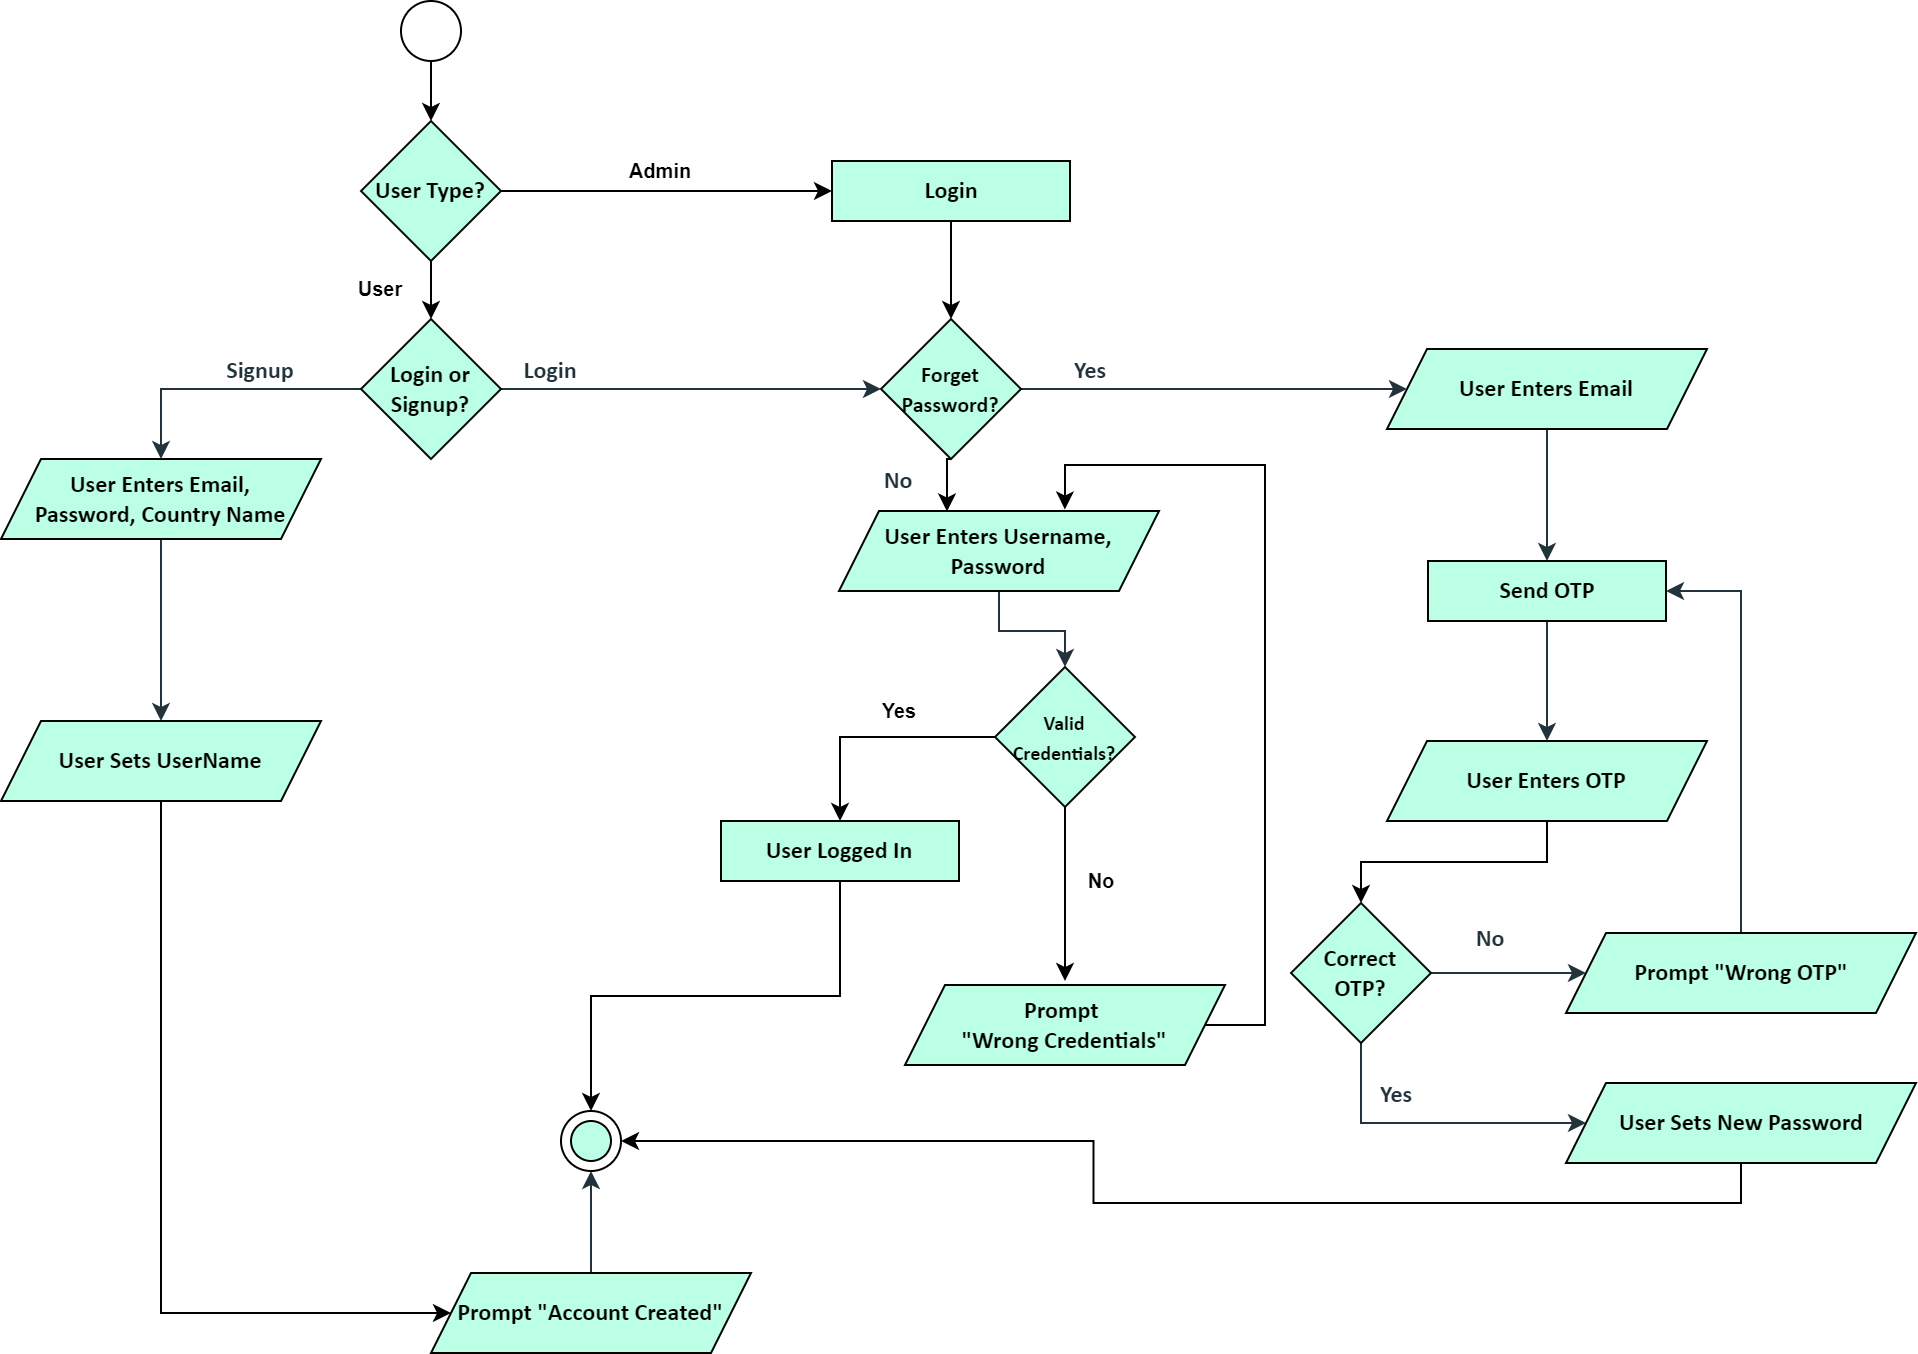 User Type?
Admin
Login
User
Signup
Login or
Signup?
Login
Forget
Password?
Yes
User Enters Email
No
User Enters Email,
Password, Country Name
User Enters Username,
Password
Send OTP
Yes
Valid
Credentials?
User Sets UserName
User Enters OTP
User Logged In
No
No
Correct
OTP?
Prompt "Wrong OTP"
Prompt
"Wrong Credentials"
Yes
User Sets New Password
Prompt "Account Created"